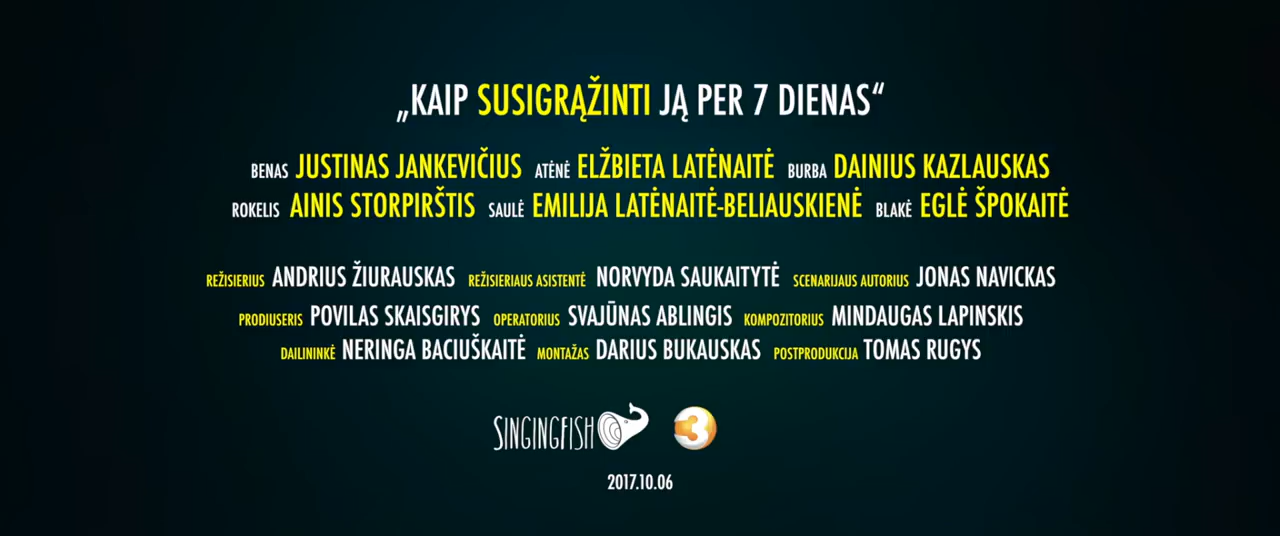 „KAIP SUSIGRĄŽINTI JĄ PER 7 DIENAS“
BENAS JUSTINAS JANKEVIČIUS ATĖNĖ ELŽBIETA LATĖNAITĖ BURBA DAINIUS KAZLAUSKAS
ROKELIS AINIS STORPIRŠTIS SAULĖ EMILIJA LATĖNAITĖ-BELIAUSKIENĖ BLAKĖ EGLĖ ŠPOKAITĖ
REŽISIERIUS ANDRIUS ŽIURAUSKAS REŽISIERIAUS ASISTENTĖ NORVYDA SAUKAITYTĖ SCENARIJAUS AUTORIUS JONAS NAVICKAS
PRODIUSERIS POVILAS SKAISGIRYS OPERATORIUS SVAJŪNAS ABLINGIS KOMPOZITORIUS MINDAUGAS LAPINSKIS
DAILININKĖ NERINGA BACIUŠKAITĖ MONTAŽAS DARIUS BUKAUSKAS POSTPRODUKCIJA TOMAS RUGYS
SINGINGFISH 3
2017.10.06